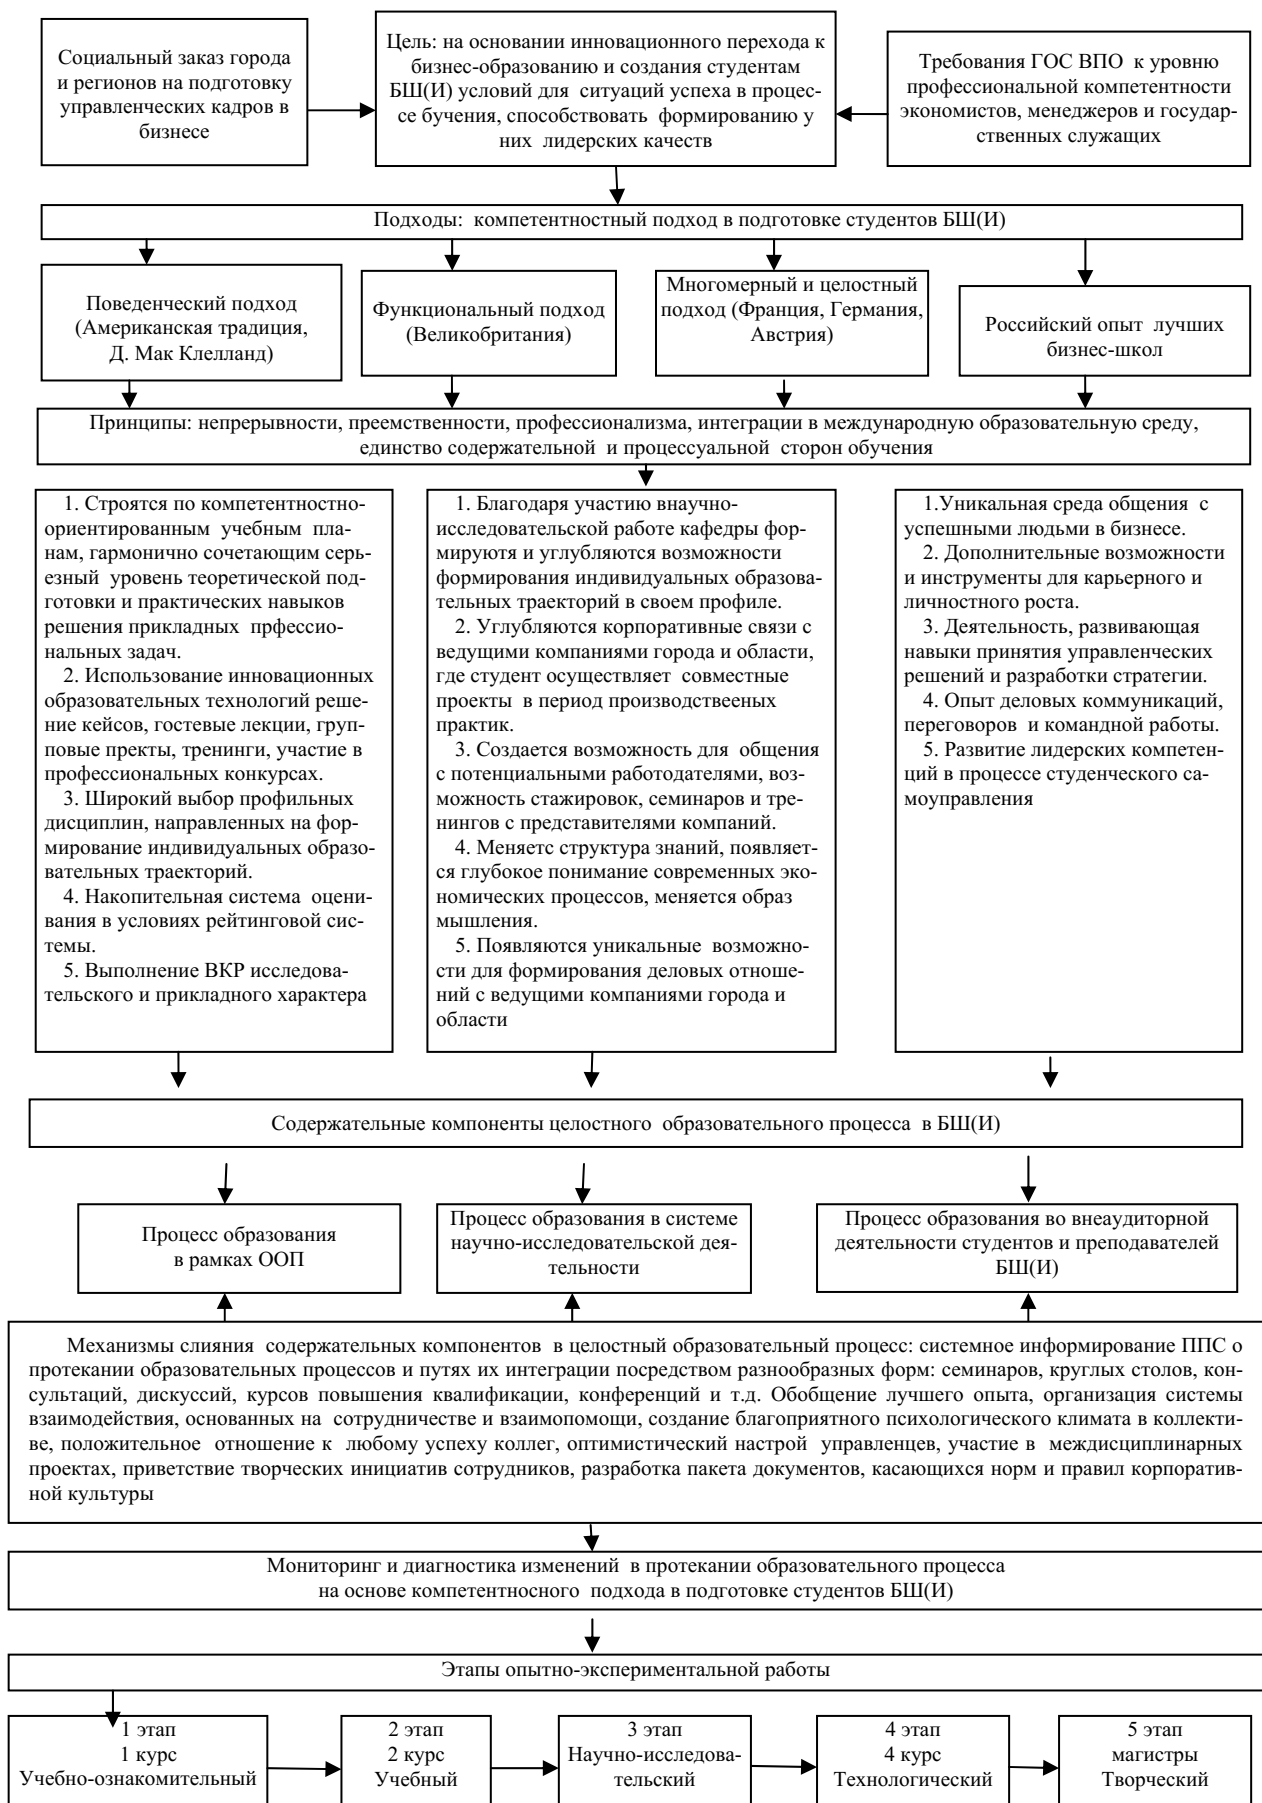 Социальный заказ города
и регионов на подготовку
управленческих кадров в
бизнесе
Цель: на основании инновационного перехода к
бизнес-образованию и создания студентам
БШ(И) условий для ситуаций успеха в процес-
се бучения, способствовать формированию у
них лидерских качеств
Требования ГОС ВПО к уровню
профессиональной компетентности
экономистов, менеджеров и государ-
ственных служащих
Подходы: компетентностный подход в подготовке студентов БШ(И)
Поведенческий подход
(Американская традиция,
Д. Мак Клелланд)
Функциональный подход
(Великобритания)
Многомерный и целостный
подход (Франция, Германия,
Австрия)
Российский опыт лучших
бизнес-школ
Принципы: непрерывности, преемственности, профессионализма, интеграции в международную образовательную среду,
единство содержательной и процессуальной сторон обучения
1. Строятся по компетентностно-
ориентированным учебным пла-
нам, гармонично сочетающим серь-
езный уровень теоретической под-
готовки и практических навыков
решения прикладных прфессио-
нальных задач.
2. Использование инновационных
образовательных технологий реше-
ние кейсов, гостевые лекции, груп-
повые пректы, тренинги, участие в
профессиональных конкурсах.
3. Широкий выбор профильных
дисциплин, направленных на фор-
мирование индивидуальных образо-
вательных траекторий.
4. Накопительная система оцени-
вания в условиях рейтинговой сис-
темы.
5. Выполнение ВКР исследова-
тельского и прикладного характера
1. Благодаря участию внаучно-
исследовательской работе кафедры фор-
мируютя и углубляются возможности
формирования индивидуальных образова-
тельных траекторий в своем профиле.
2. Углубляются корпоративные связи с
ведущими компаниями города и области,
где студент осуществляет совместные
проекты в период производствееных
практик.
3. Создается возможность для общения
с потенциальными работодателями, воз-
можность стажировок, семинаров и тре-
нингов с представителями компаний.
4. Меняетс структура знаний, появляет-
ся глубокое понимание современных эко-
номических процессов, меняется образ
мышления.
5. Появляются уникальные возможно-
сти для формирования деловых отноше-
ний с ведущими компаниями города и
области
1.Уникальная среда общения с
успешными людьми в бизнесе.
2. Дополнительные возможности
и инструменты для карьерного и
личностного роста.
3. Деятельность, развивающая
навыки принятия управленческих
решений и разработки стратегии.
4. Опыт деловых коммуникаций,
переговоров и командной работы.
5. Развитие лидерских компетен-
ций в процессе студенческого са-
моуправления
Содержательные компоненты целостного образовательного процесса в БШ(И)
Процесс образования
в рамках ООП
Процесс образования в системе
научно-исследовательской дея-
тельности
Процесс образования во внеаудиторной
деятельности студентов и преподавателей
БШ(И)
Механизмы слияния содержательных компонентов в целостный образовательный процесс: системное информирование ППС о
протекании образовательных процессов и путях их интеграции посредством разнообразных форм: семинаров, круглых столов, кон-
сультаций, дискуссий, курсов повышения квалификации, конференций и т.д. Обобщение лучшего опыта, организация системы
взаимодействия, основанных на сотрудничестве и взаимопомощи, создание благоприятного психологического климата в коллекти-
ве, положительное отношение к любому успеху коллег, оптимистический настрой управленцев, участие в междисциплинарных
проектах, приветствие творческих инициатив сотрудников, разработка пакета документов, касающихся норм и правил корпоратив-
ной культуры
Мониторинг и диагностика изменений в протекании образовательного процесса
на основе компетентносного подхода в подготовке студентов БШ(И)
Этапы опытно-экспериментальной работы
1 этап
1 курс
Учебно-ознакомительный
2 этап
2 курс
Учебный
3 этап
Научно-исследова-
тельский
4 этап
4 курс
Технологический
5 этап
магистры
Творческий